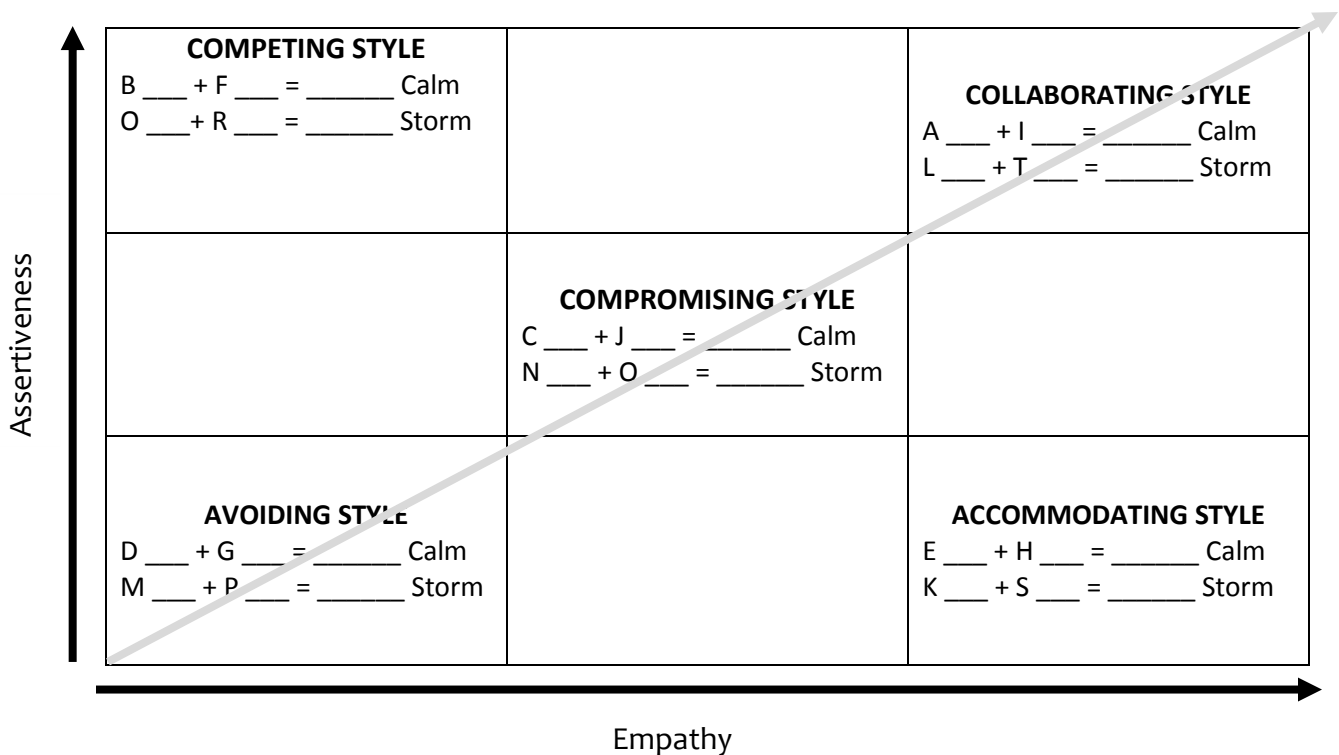 COMPETING STYLE
B ___ + F ___ = ______ Calm
O ___+ R ___ = ______ Storm
COLLABORATING STYLE
A ___ + I ___ = ______ Calm
L ___ + T ___ = ______ Storm
Assertiveness
COMPROMISING STYLE
C ___ + J ___ = ______ Calm
N ___ + O ___ = ______ Storm
AVOIDING STYLE
D ___ + G ___ = ______ Calm
M ___ + P ___ = ______ Storm
ACCOMMODATING STYLE
E ___ + H ___ = ______ Calm
K ___ + S ___ = ______ Storm
Empathy